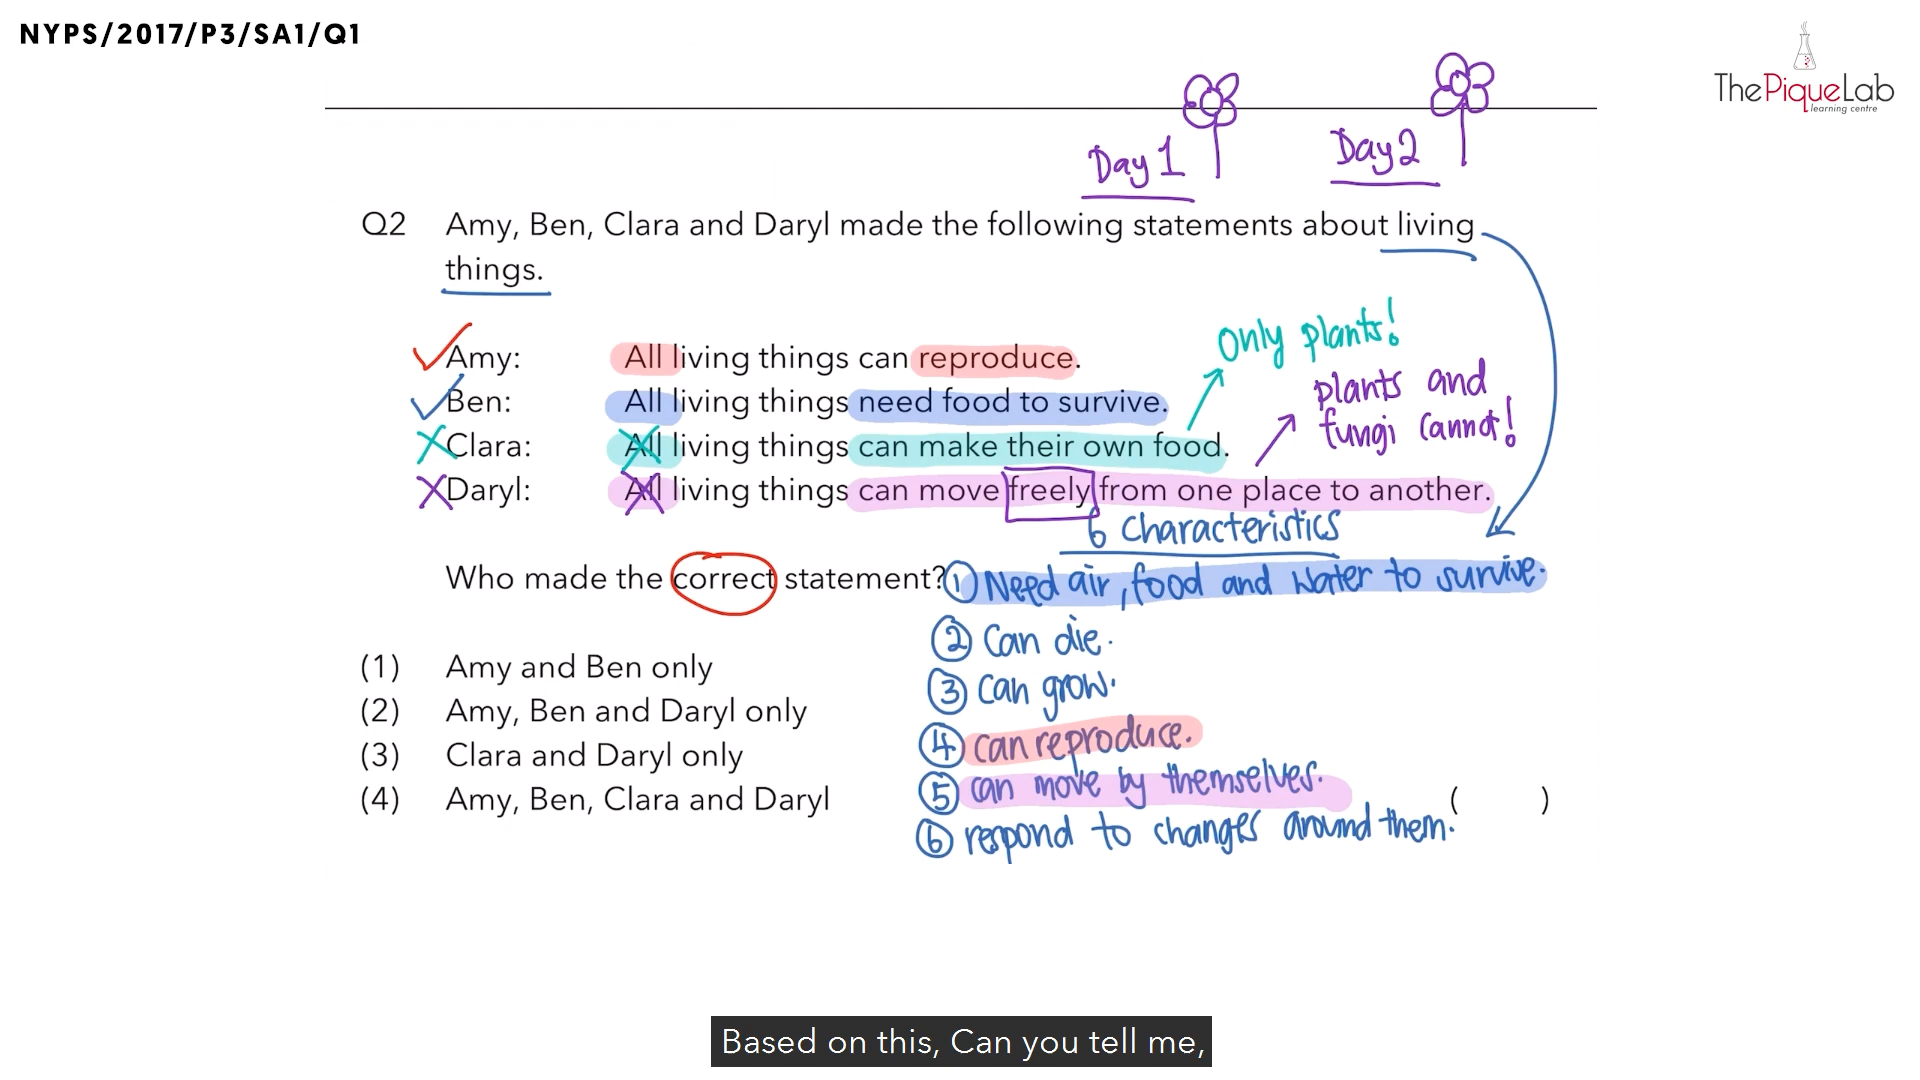 NYPS/2017/P3/SA1/Q1
ThePiqueLab
learning centre
Day 1
Day 2
Q2 Amy, Ben, Clara and Daryl made the following statements about living
things.
Only plants!
Amy: All living things can reproduce.
plants and
Ben: All living things need food to survive.
fungi cannot!
Clara: All living things can make their own food.
Daryl: All living things can move freely from one place to another.
6 Characteristics
Who made the correct statement?
① Need air, food and water to survive.
② Can die.
(1) Amy and Ben only
③ Can grow.
(2) Amy, Ben and Daryl only
④ can reproduce.
(3) Clara and Daryl only
⑤ can move by themselves.
(4) Amy, Ben, Clara and Daryl ( )
⑥ respond to changes around them.
Based on this, Can you tell me,